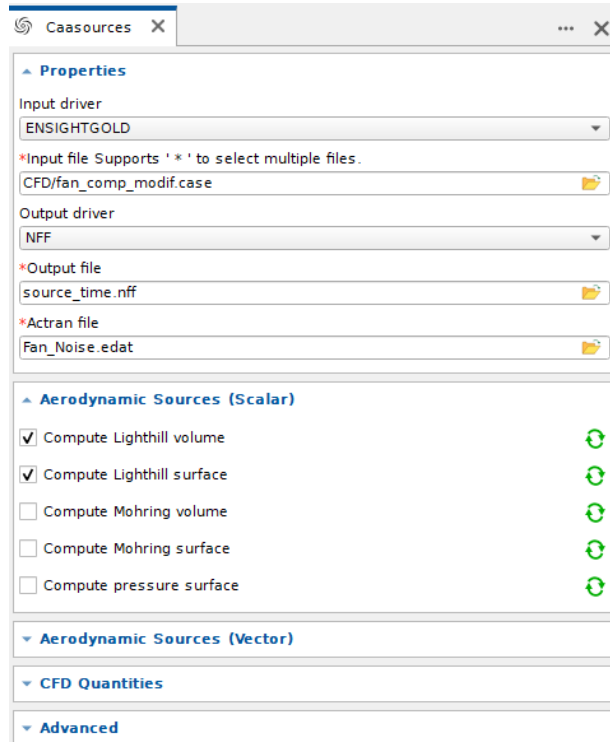 Caasources
Properties
Input driver
ENSIGHTGOLD
*Input file Supports ' * ' to select multiple files.
CFD/fan_comp_modif.case
Output driver
NFF
*Output file
source_time.nff
*Actran file
Fan_Noise.edat
Aerodynamic Sources (Scalar)
Compute Lighthill volume
Compute Lighthill surface
Compute Mohring volume
Compute Mohring surface
Compute pressure surface
Aerodynamic Sources (Vector)
CFD Quantities
Advanced